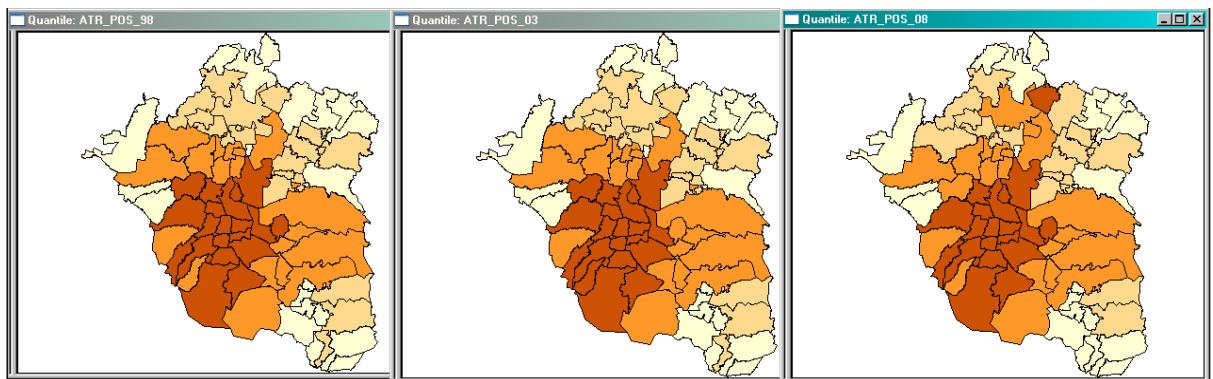 Quantile: ATR_POS_98
Quantile: ATR_POS_03
Quantile: ATR_POS_08